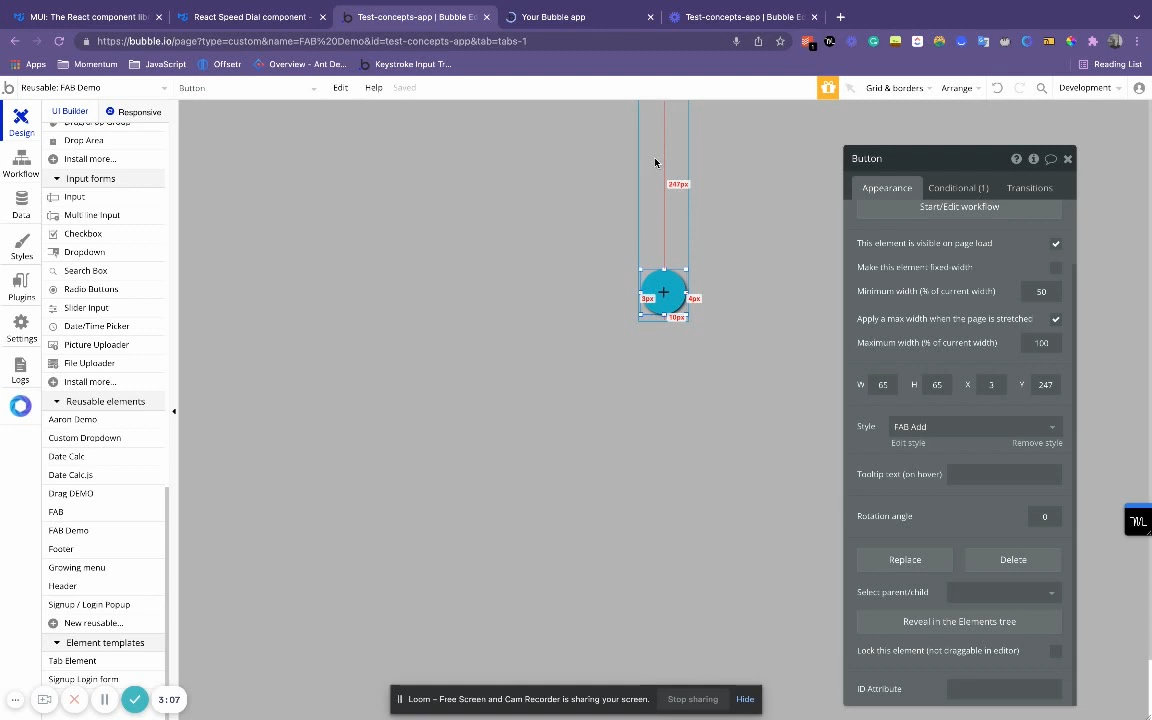 MUI: The React component lib
React Speed Dial component -
Test-concepts-app | Bubble Ed
Your Bubble app
Test-concepts-app | Bubble Ed
https://bubble.io/page?type=custom&name=FAB%20Demo&id=test-concepts-app&tab=tabs-1
Apps
Momentum
JavaScript
Offsetr
Overview - Ant De...
Keystroke Input Tr...
Reading List
Reusable: FAB Demo
Button
Edit
Help
Saved
Grid & borders
Arrange
Development
Design
Workflow
Data
Styles
Plugins
Settings
Logs
UI Builder
Responsive
Drag/Drop Group
Drop Area
Install more...
Input forms
Input
Multiline Input
Checkbox
Dropdown
Search Box
Radio Buttons
Slider Input
Date/Time Picker
Picture Uploader
File Uploader
Install more...
Reusable elements
Aaron Demo
Custom Dropdown
Date Calc
Date Calc.js
Drag DEMO
FAB
FAB Demo
Footer
Growing menu
Header
Signup / Login Popup
New reusable...
Element templates
Tab Element
Signup Login form
247px
3px
4px
10px
Button
Appearance
Conditional (1)
Transitions
Start/Edit workflow
This element is visible on page load
Make this element fixed-width
Minimum width (% of current width) 50
Apply a max width when the page is stretched
Maximum width (% of current width) 100
W 65 H 65 X 3 Y 247
Style FAB Add
Edit style Remove style
Tooltip text (on hover)
Rotation angle 0
Replace Delete
Select parent/child
Reveal in the Elements tree
Lock this element (not draggable in editor)
ID Attribute
3:07
Loom – Free Screen and Cam Recorder is sharing your screen.
Stop sharing
Hide